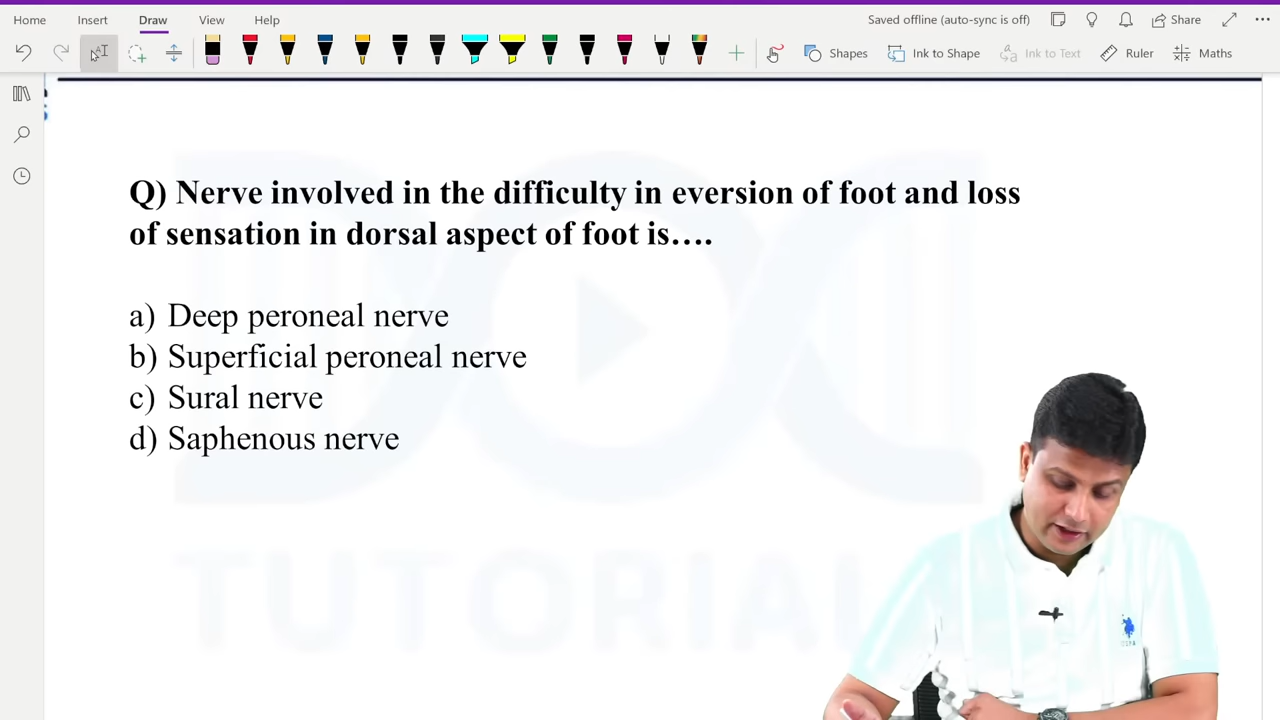 Home Insert Draw View Help Saved offline (auto-sync is off) Share
Shapes Ink to Shape Ink to Text Ruler Maths
Q) Nerve involved in the difficulty in eversion of foot and loss
of sensation in dorsal aspect of foot is….
a) Deep peroneal nerve
b) Superficial peroneal nerve
c) Sural nerve
d) Saphenous nerve
TUTORIAL